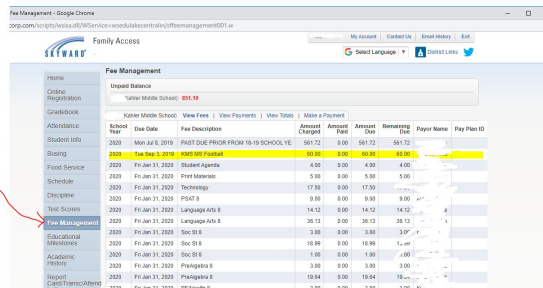 Fee Management - Google Chrome
corp.com/scripts/wsisa.dll/WService=wsedulakecentralin/sffeemanagement001.w
Family Access
My Account | Contact Us | Email History | Exit
SKYWARD
Select Language ▼
District Links
Home
Online Registration
Gradebook
Attendance
Student Info
Busing
Food Service
Schedule
Discipline
Test Scores
Fee Management
Educational Milestones
Academic History
Report Card/Transc/Attend
Fee Management
Unpaid Balance
Kahler Middle School): 851.19
Kahler Middle School) View Fees | View Payments | View Totals | Make a Payment
School Year Due Date Fee Description Amount Charged Amount Paid Amount Due Remaining Due Payor Name Pay Plan ID
2020 Mon Jul 8, 2019 PAST DUE PRIOR FROM 18-19 SCHOOL YE 561.72 0.00 561.72 561.72
2020 Tue Sep 3, 2019 KMS MS Football 60.00 0.00 60.00 60.00
2020 Fri Jan 31, 2020 Student Agenda 4.00 0.00 4.00 4.00
2020 Fri Jan 31, 2020 Print Materials 5.00 0.00 5.00 5.00
2020 Fri Jan 31, 2020 Technology 17.50 0.00 17.50
2020 Fri Jan 31, 2020 PSAT 8 9.00 0.00 9.00 9.00
2020 Fri Jan 31, 2020 Language Arts 8 14.12 0.00 14.12 14.12
2020 Fri Jan 31, 2020 Language Arts 8 36.13 0.00 36.13 36.13
2020 Fri Jan 31, 2020 Soc St 8 3.00 0.00 3.00 3.00
2020 Fri Jan 31, 2020 Soc St 8 18.99 0.00 18.99
2020 Fri Jan 31, 2020 Soc St 8 1.00 0.00 1.00
2020 Fri Jan 31, 2020 PreAlgebra 8 3.00 0.00 3.00 3.00
2020 Fri Jan 31, 2020 PreAlgebra 8 19.64 0.00 19.64